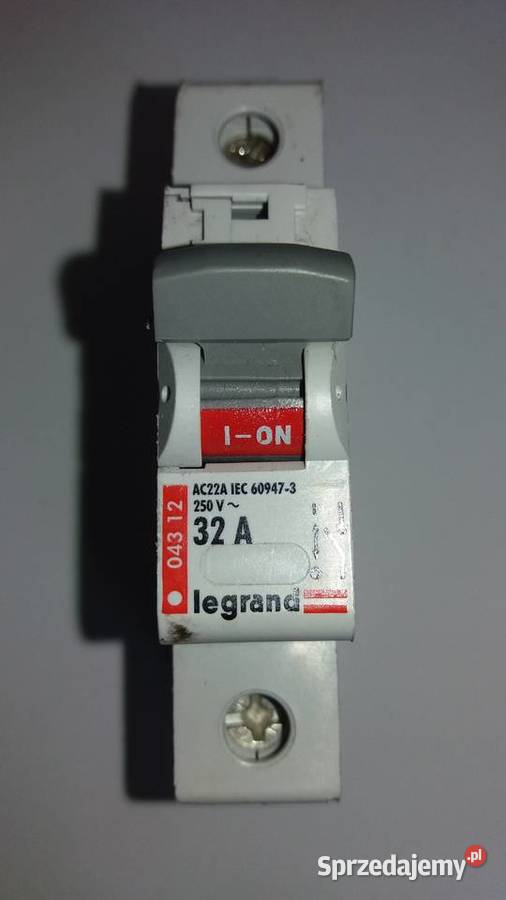 I-ON
AC22A IEC 60947-3
250 V ~
32 A
043 12
legrand
Sprzedajemy.pl